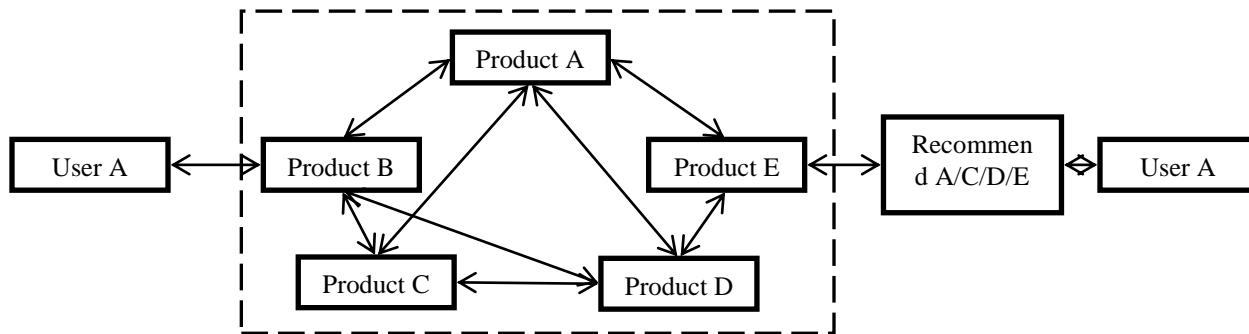 Product A
User A
Product B
Product E
Recommen
d A/C/D/E
User A
Product C
Product D